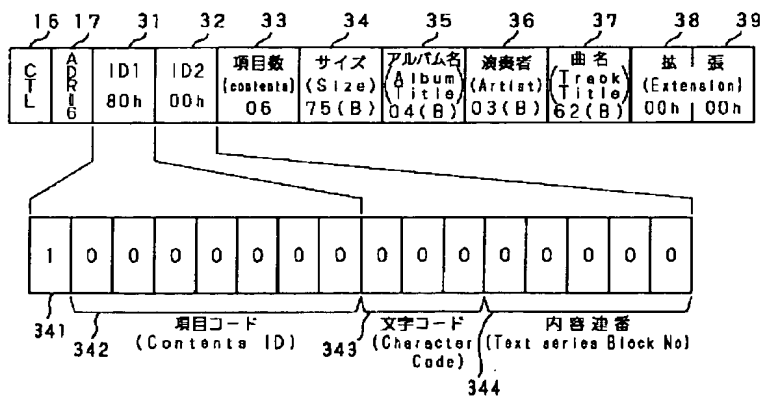 16 17 31 32 33 34 35 36 37 38 39
CTL
ADR16
ID1
80h
ID2
00h
項目数
(contents)
06
サイズ
(Size)
75(B)
アルバム名
(Album
Title)
04(B)
演奏者
(Artist)
03(B)
曲名
(Track
Title)
62(B)
拡 張
(Extension)
00h 00h
1 0 0 0 0 0 0 0 0 0 0 0 0 0 0 0
341
342
項目コード
(Contents ID)
343
文字コード
(Character
Code)
内容連番
(Text series Block No)
344